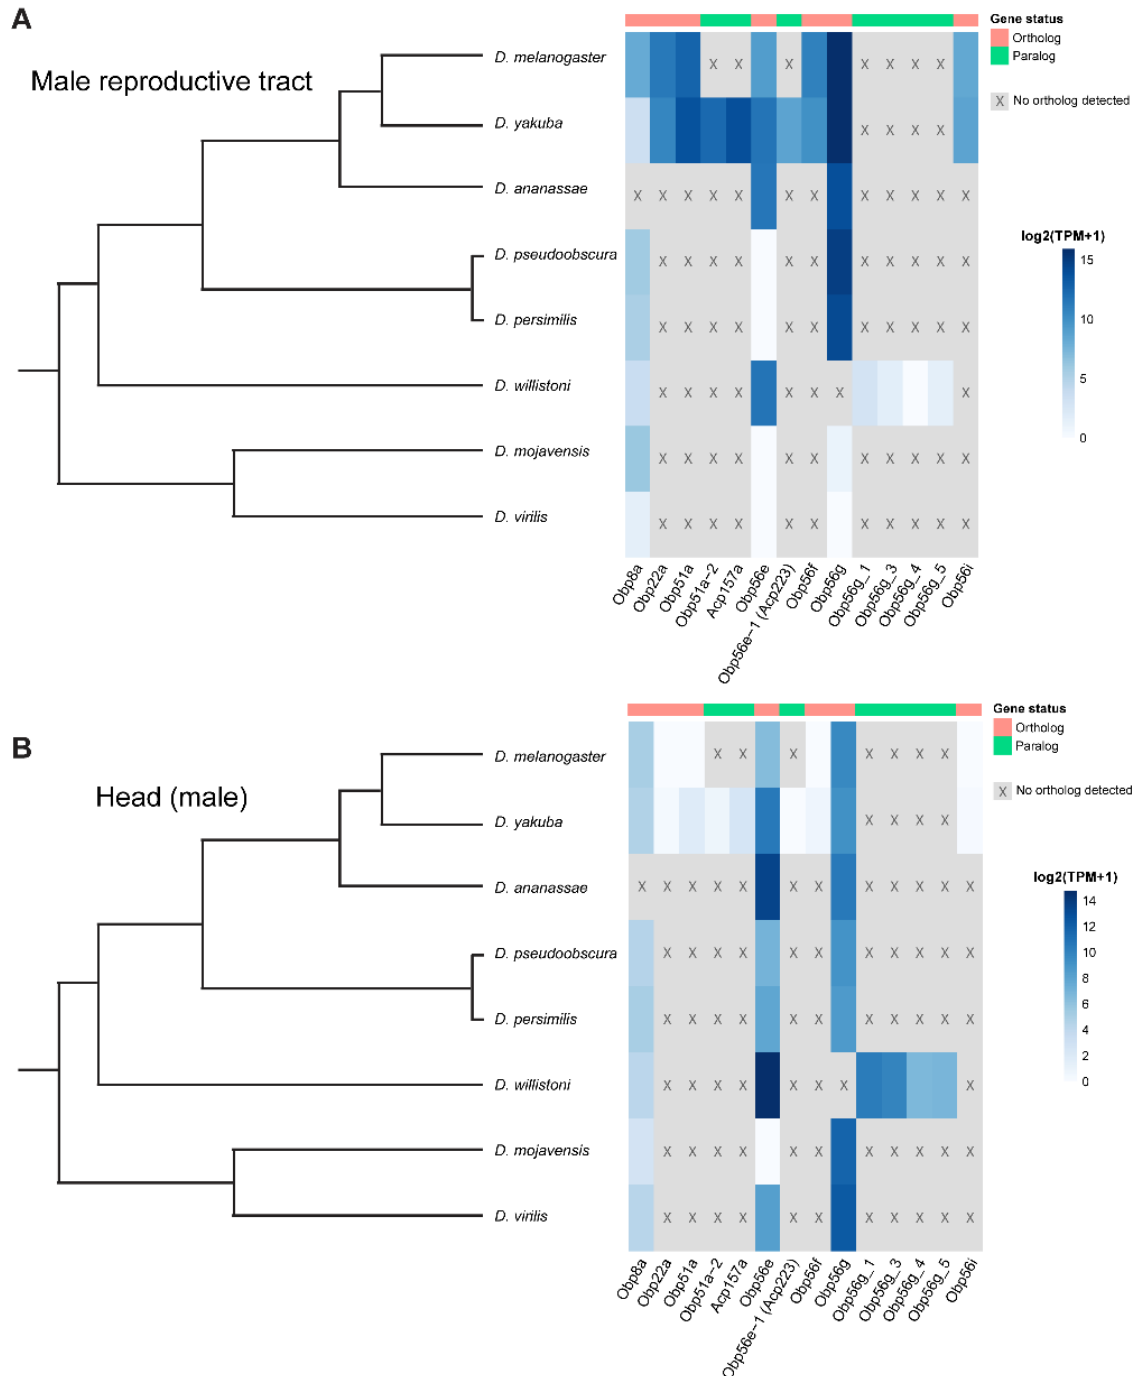 A
Male reproductive tract
D. melanogaster
D. yakuba
D. ananassae
D. pseudoobscura
D. persimilis
D. willistoni
D. mojavensis
D. virilis
X X X X X X X
X X X X
X X X X X X X X X X X X
X X X X X X X X X X X
X X X X X X X X X X X
X X X X X X X X
X X X X X X X X X X X
X X X X X X X X X X X
Obp8a
Obp22a
Obp51a
Obp51a-2
Acp157a
Obp56e
Obp56e-1 (Acp223)
Obp56f
Obp56g
Obp56g_1
Obp56g_3
Obp56g_4
Obp56g_5
Obp56i
Gene status
Ortholog
Paralog
X No ortholog detected
log2(TPM+1)
15
10
5
0
B
Head (male)
D. melanogaster
D. yakuba
D. ananassae
D. pseudoobscura
D. persimilis
D. willistoni
D. mojavensis
D. virilis
X X X X X X X
X X X X
X X X X X X X X X X X X
X X X X X X X X X X X
X X X X X X X X X X X
X X X X X X X X
X X X X X X X X X X X
X X X X X X X X X X X
Obp8a
Obp22a
Obp51a
Obp51a-2
Acp157a
Obp56e
Obp56e-1 (Acp223)
Obp56f
Obp56g
Obp56g_1
Obp56g_3
Obp56g_4
Obp56g_5
Obp56i
Gene status
Ortholog
Paralog
X No ortholog detected
log2(TPM+1)
14
12
10
8
6
4
2
0